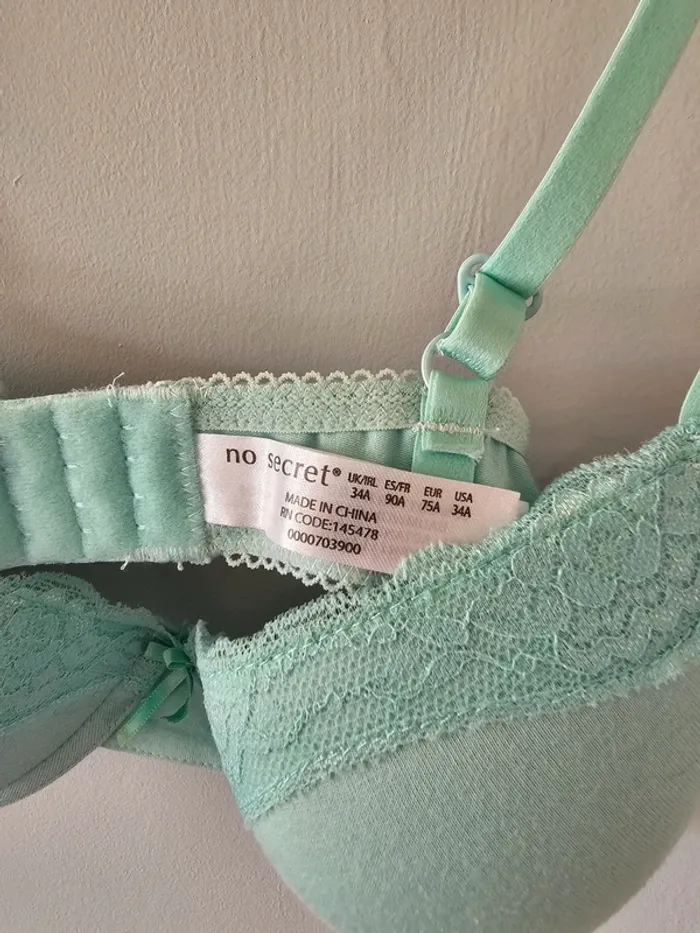 no secret®
UK/IRL ES/FR EUR USA
34A 90A 75A 34A
MADE IN CHINA
RN CODE:145478
0000703900